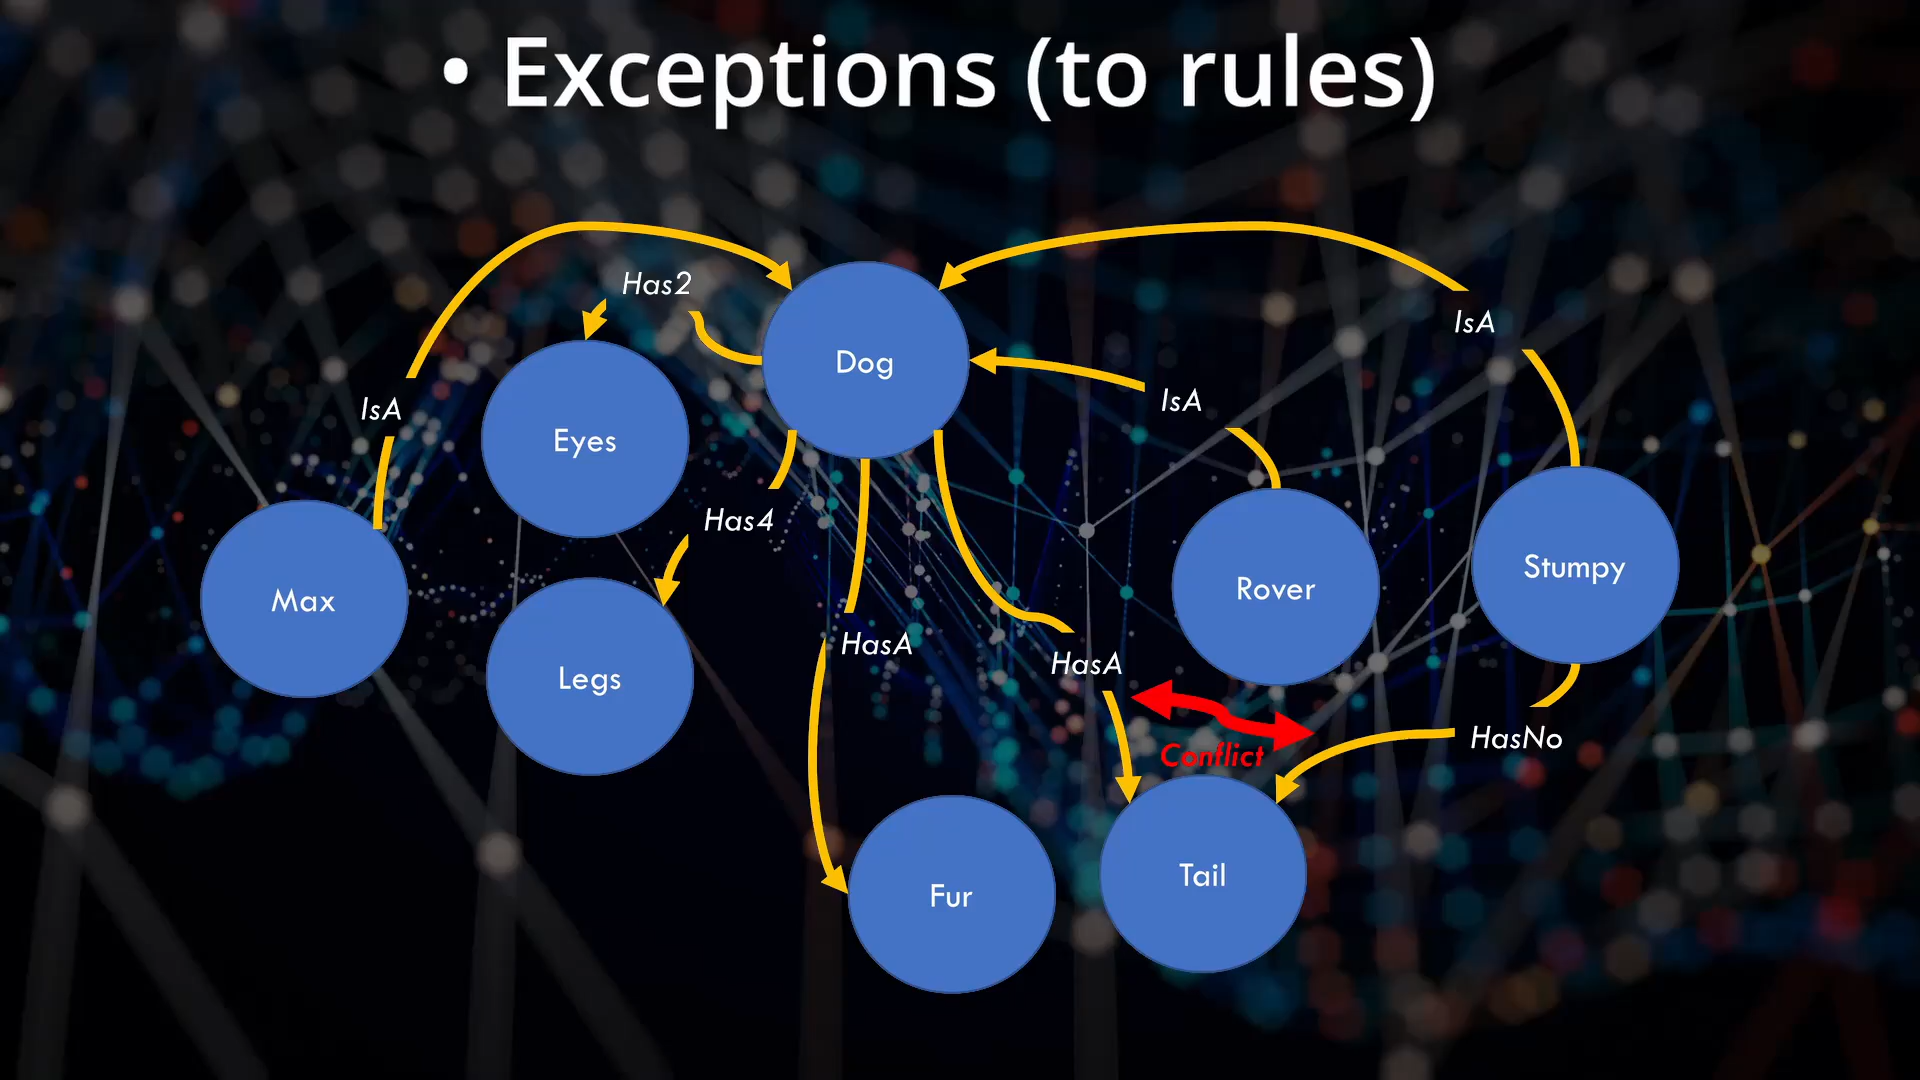 • Exceptions (to rules)
Has2
IsA
Dog
IsA
IsA
Eyes
Has4
Stumpy
Rover
Max
HasA
HasA
Legs
HasNo
Conflict
Tail
Fur